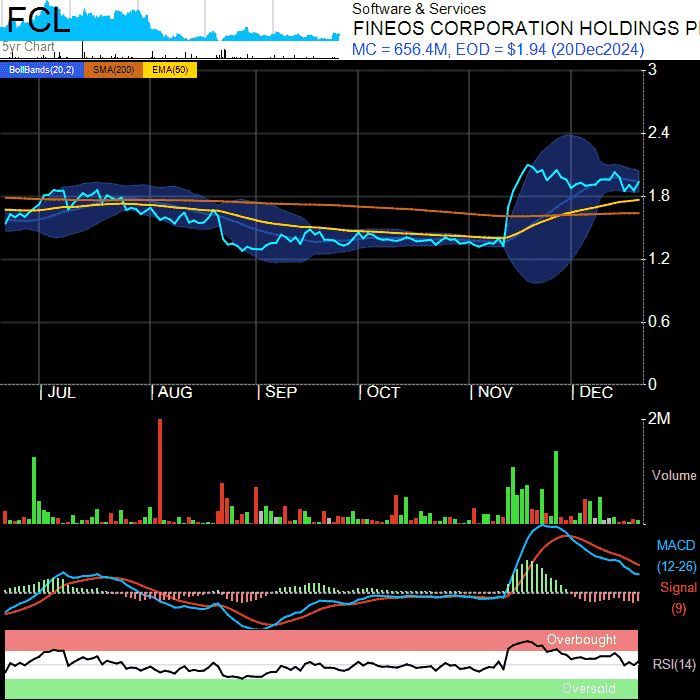 FCL
5yr Chart
Software & Services
FINEOS CORPORATION HOLDINGS P
MC = 656.4M, EOD = $1.94 (20Dec2024)
BollBands(20,2) SMA(200) EMA(50)
3
2.4
1.8
1.2
0.6
0
JUL AUG SEP OCT NOV DEC
2M
Volume
MACD
(12-26)
Signal
(9)
Overbought
RSI(14)
Oversold